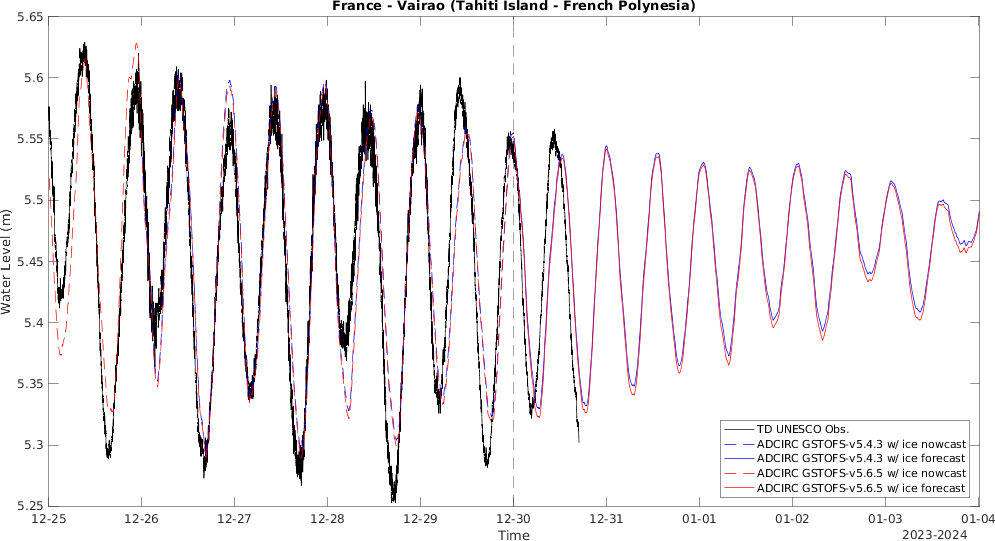 France - Vairao (Tahiti Island - French Polynesia)
5.65
5.6
5.55
5.5
5.45
5.4
5.35
5.3
5.25
Water Level (m)
12-25 12-26 12-27 12-28 12-29 12-30 12-31 01-01 01-02 01-03 01-04
Time
2023-2024
TD UNESCO Obs.
ADCIRC GSTOFS-v5.4.3 w/ ice nowcast
ADCIRC GSTOFS-v5.4.3 w/ ice forecast
ADCIRC GSTOFS-v5.6.5 w/ ice nowcast
ADCIRC GSTOFS-v5.6.5 w/ ice forecast